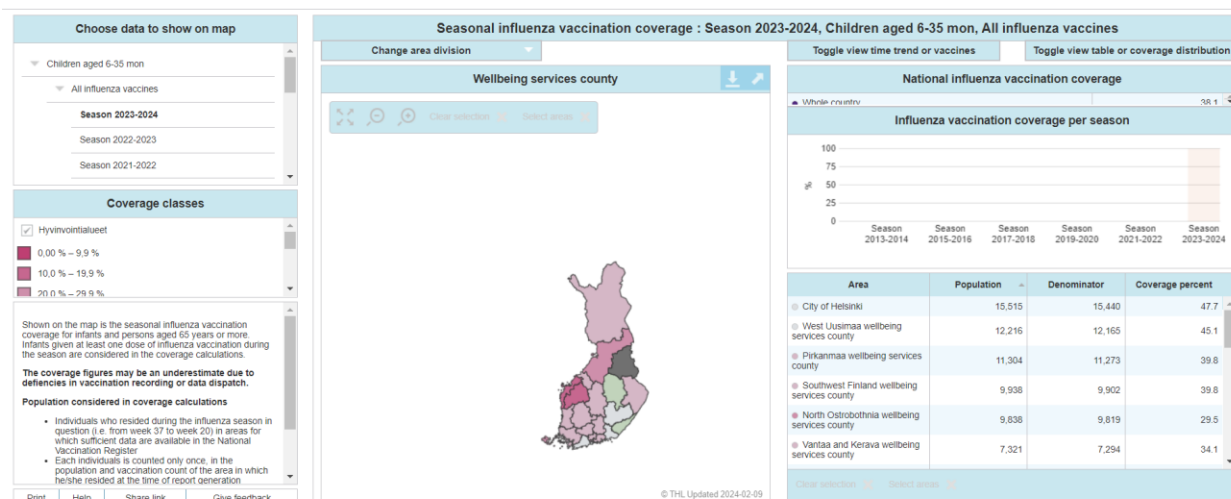 Choose data to show on map
Children aged 6-35 mon
All influenza vaccines
Season 2023-2024
Season 2022-2023
Season 2021-2022
Coverage classes
Hyvinvointialueet
0,00 % – 9,9 %
10,0 % – 19,9 %
20,0 % – 29,9 %
Shown on the map is the seasonal influenza vaccination
coverage for infants and persons aged 65 years or more.
Infants given at least one dose of influenza vaccination during
the season are considered in the coverage calculations.
The coverage figures may be an underestimate due to
defiencies in vaccination recording or data dispatch.
Population considered in coverage calculations
• Individuals who resided during the influenza season in
question (i.e. from week 37 to week 20) in areas for
which sufficient data are available in the National
Vaccination Register
• Each individuals is counted only once, in the
population and vaccination count of the area in which
he/she resided at the time of report generation
Print Help Share link Give feedback
Seasonal influenza vaccination coverage : Season 2023-2024, Children aged 6-35 mon, All influenza vaccines
Change area division
Wellbeing services county
Clear selection Select areas
© THL Updated 2024-02-09
Toggle view time trend or vaccines Toggle view table or coverage distribution
National influenza vaccination coverage
Whole country 38.1
Influenza vaccination coverage per season
100
75
50
25
0
%
Season Season Season Season Season Season
2013-2014 2015-2016 2017-2018 2019-2020 2021-2022 2023-2024
Area Population Denominator Coverage percent
City of Helsinki 15,515 15,440 47.7
West Uusimaa wellbeing
services county 12,216 12,165 45.1
Pirkanmaa wellbeing services
county 11,304 11,273 39.8
Southwest Finland wellbeing
services county 9,938 9,902 39.8
North Ostrobothnia wellbeing
services county 9,838 9,819 29.5
Vantaa and Kerava wellbeing
services county 7,321 7,294 34.1
Clear selection Select areas